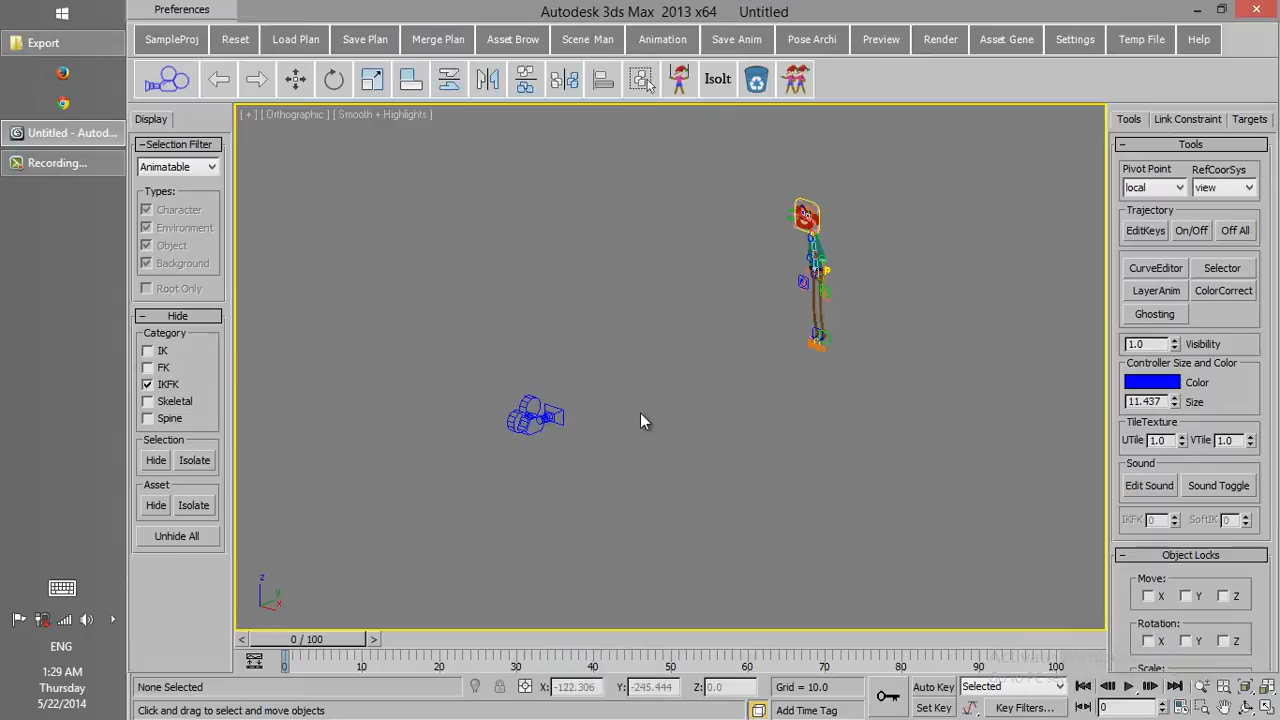 Preferences
Autodesk 3ds Max 2013 x64 Untitled
Export
SampleProj Reset Load Plan Save Plan Merge Plan Asset Brow Scene Man Animation Save Anim Pose Archi Preview Render Asset Gene Settings Temp File Help
Isolt
Untitled - Autod...
Recording...
Display
Selection Filter
Animatable
Types:
Character
Environment
Object
Background
Root Only
Hide
Category
IK
FK
IKFK
Skeletal
Spine
Selection
Hide Isolate
Asset
Hide Isolate
Unhide All
[ + ] [ Orthographic ] [ Smooth + Highlights ]
P
z
y
x
Tools Link Constraint Targets
Tools
Pivot Point RefCoorSys
local view
Trajectory
EditKeys On/Off Off All
CurveEditor Selector
LayerAnim ColorCorrect
Ghosting
1.0 Visibility
Controller Size and Color
Color
11.437 Size
TileTexture
UTile 1.0 VTile 1.0
Sound
Edit Sound Sound Toggle
IKFK 0 SoftIK 0
Object Locks
Move:
X Y Z
Rotation:
X Y Z
Scale:
< 0 / 100 >
0 10 20 30 40 50 60 70 80 90 100
None Selected X: -122.306 Y: -245.444 Z: 0.0 Grid = 10.0 Auto Key Selected
Click and drag to select and move objects Add Time Tag Set Key Key Filters... 0
ENG
1:29 AM
Thursday
5/22/2014